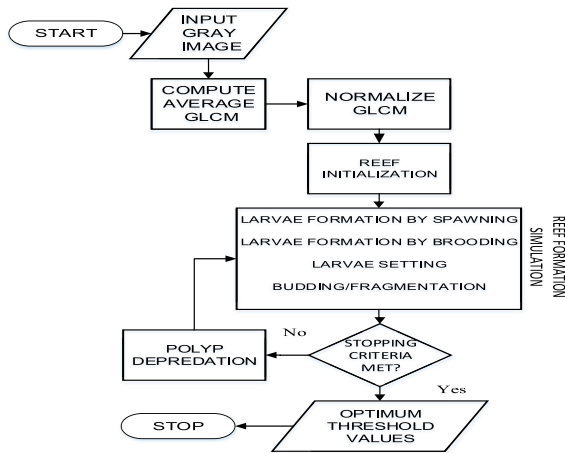 START
INPUT
GRAY
IMAGE
COMPUTE
AVERAGE
GLCM
NORMALIZE
GLCM
REEF
INITIALIZATION
LARVAE FORMATION BY SPAWNING
LARVAE FORMATION BY BROODING
LARVAE SETTING
BUDDING/FRAGMENTATION
REEF FORMATION
SIMULATION
STOPPING
CRITERIA
MET?
No
POLYP
DEPREDATION
Yes
OPTIMUM
THRESHOLD
VALUES
STOP